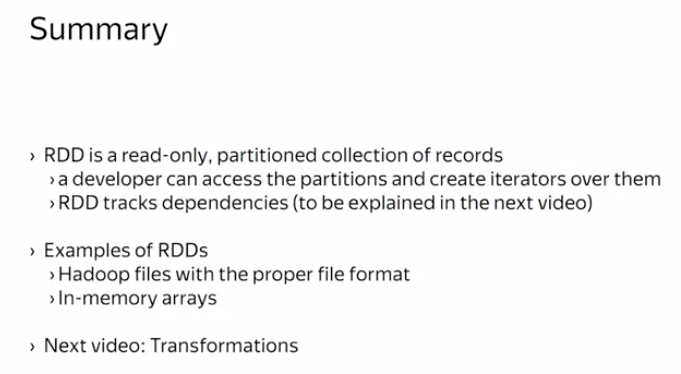 Summary
› RDD is a read-only, partitioned collection of records
› a developer can access the partitions and create iterators over them
› RDD tracks dependencies (to be explained in the next video)
› Examples of RDDs
› Hadoop files with the proper file format
› In-memory arrays
› Next video: Transformations